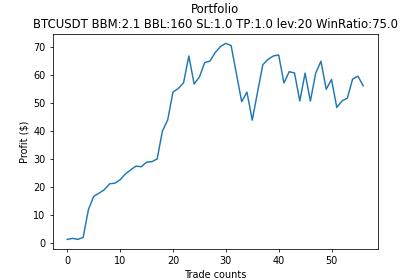 Portfolio
BTCUSDT BBM:2.1 BBL:160 SL:1.0 TP:1.0 lev:20 WinRatio:75.0
70
60
50
40
30
20
10
0
Profit ($)
0 10 20 30 40 50
Trade counts